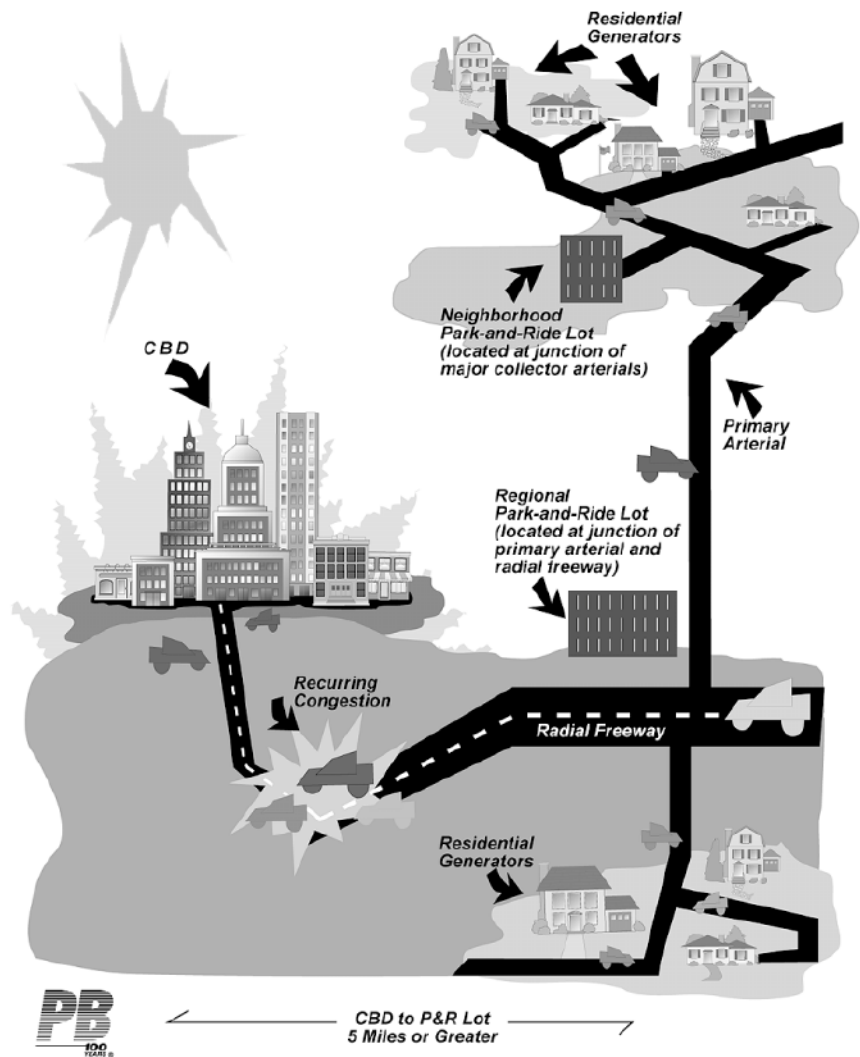 Residential
Generators
Neighborhood
Park-and-Ride Lot
(located at junction of
major collector arterials)
CBD
Primary
Arterial
Regional
Park-and-Ride Lot
(located at junction of
primary arterial and
radial freeway)
Recurring
Congestion
Radial Freeway
Residential
Generators
PB
100
YEARS
CBD to P&R Lot
5 Miles or Greater